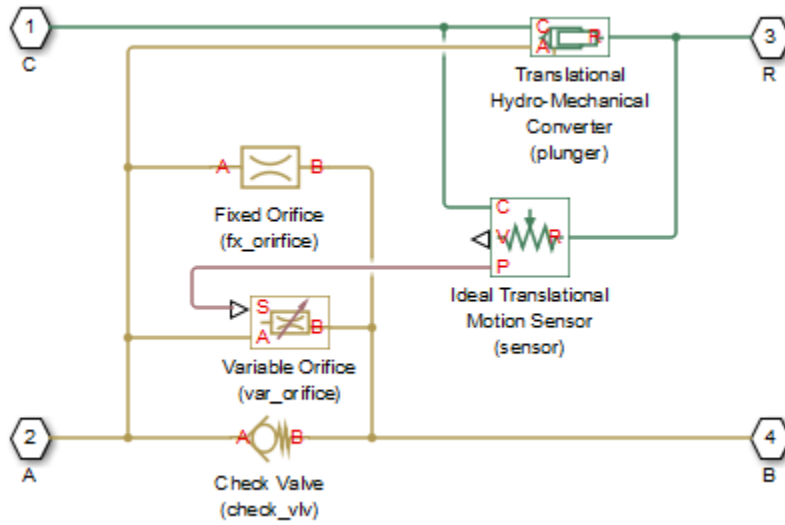 1
C
C
A
R
Translational
Hydro-Mechanical
Converter
(plunger)
3
R
A
B
Fixed Orifice
(fx_orirfice)
C
V
R
P
Ideal Translational
Motion Sensor
(sensor)
S
A
B
Variable Orifice
(var_orifice)
2
A
A
B
Check Valve
(check_vlv)
4
B